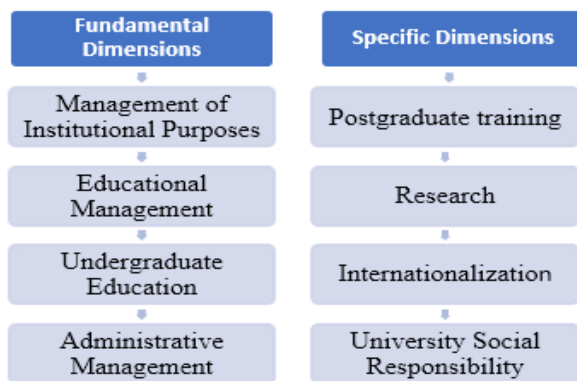 Fundamental
Dimensions
Management of
Institutional Purposes
Educational
Management
Undergraduate
Education
Administrative
Management
Specific Dimensions
Postgraduate training
Research
Internationalization
University Social
Responsibility